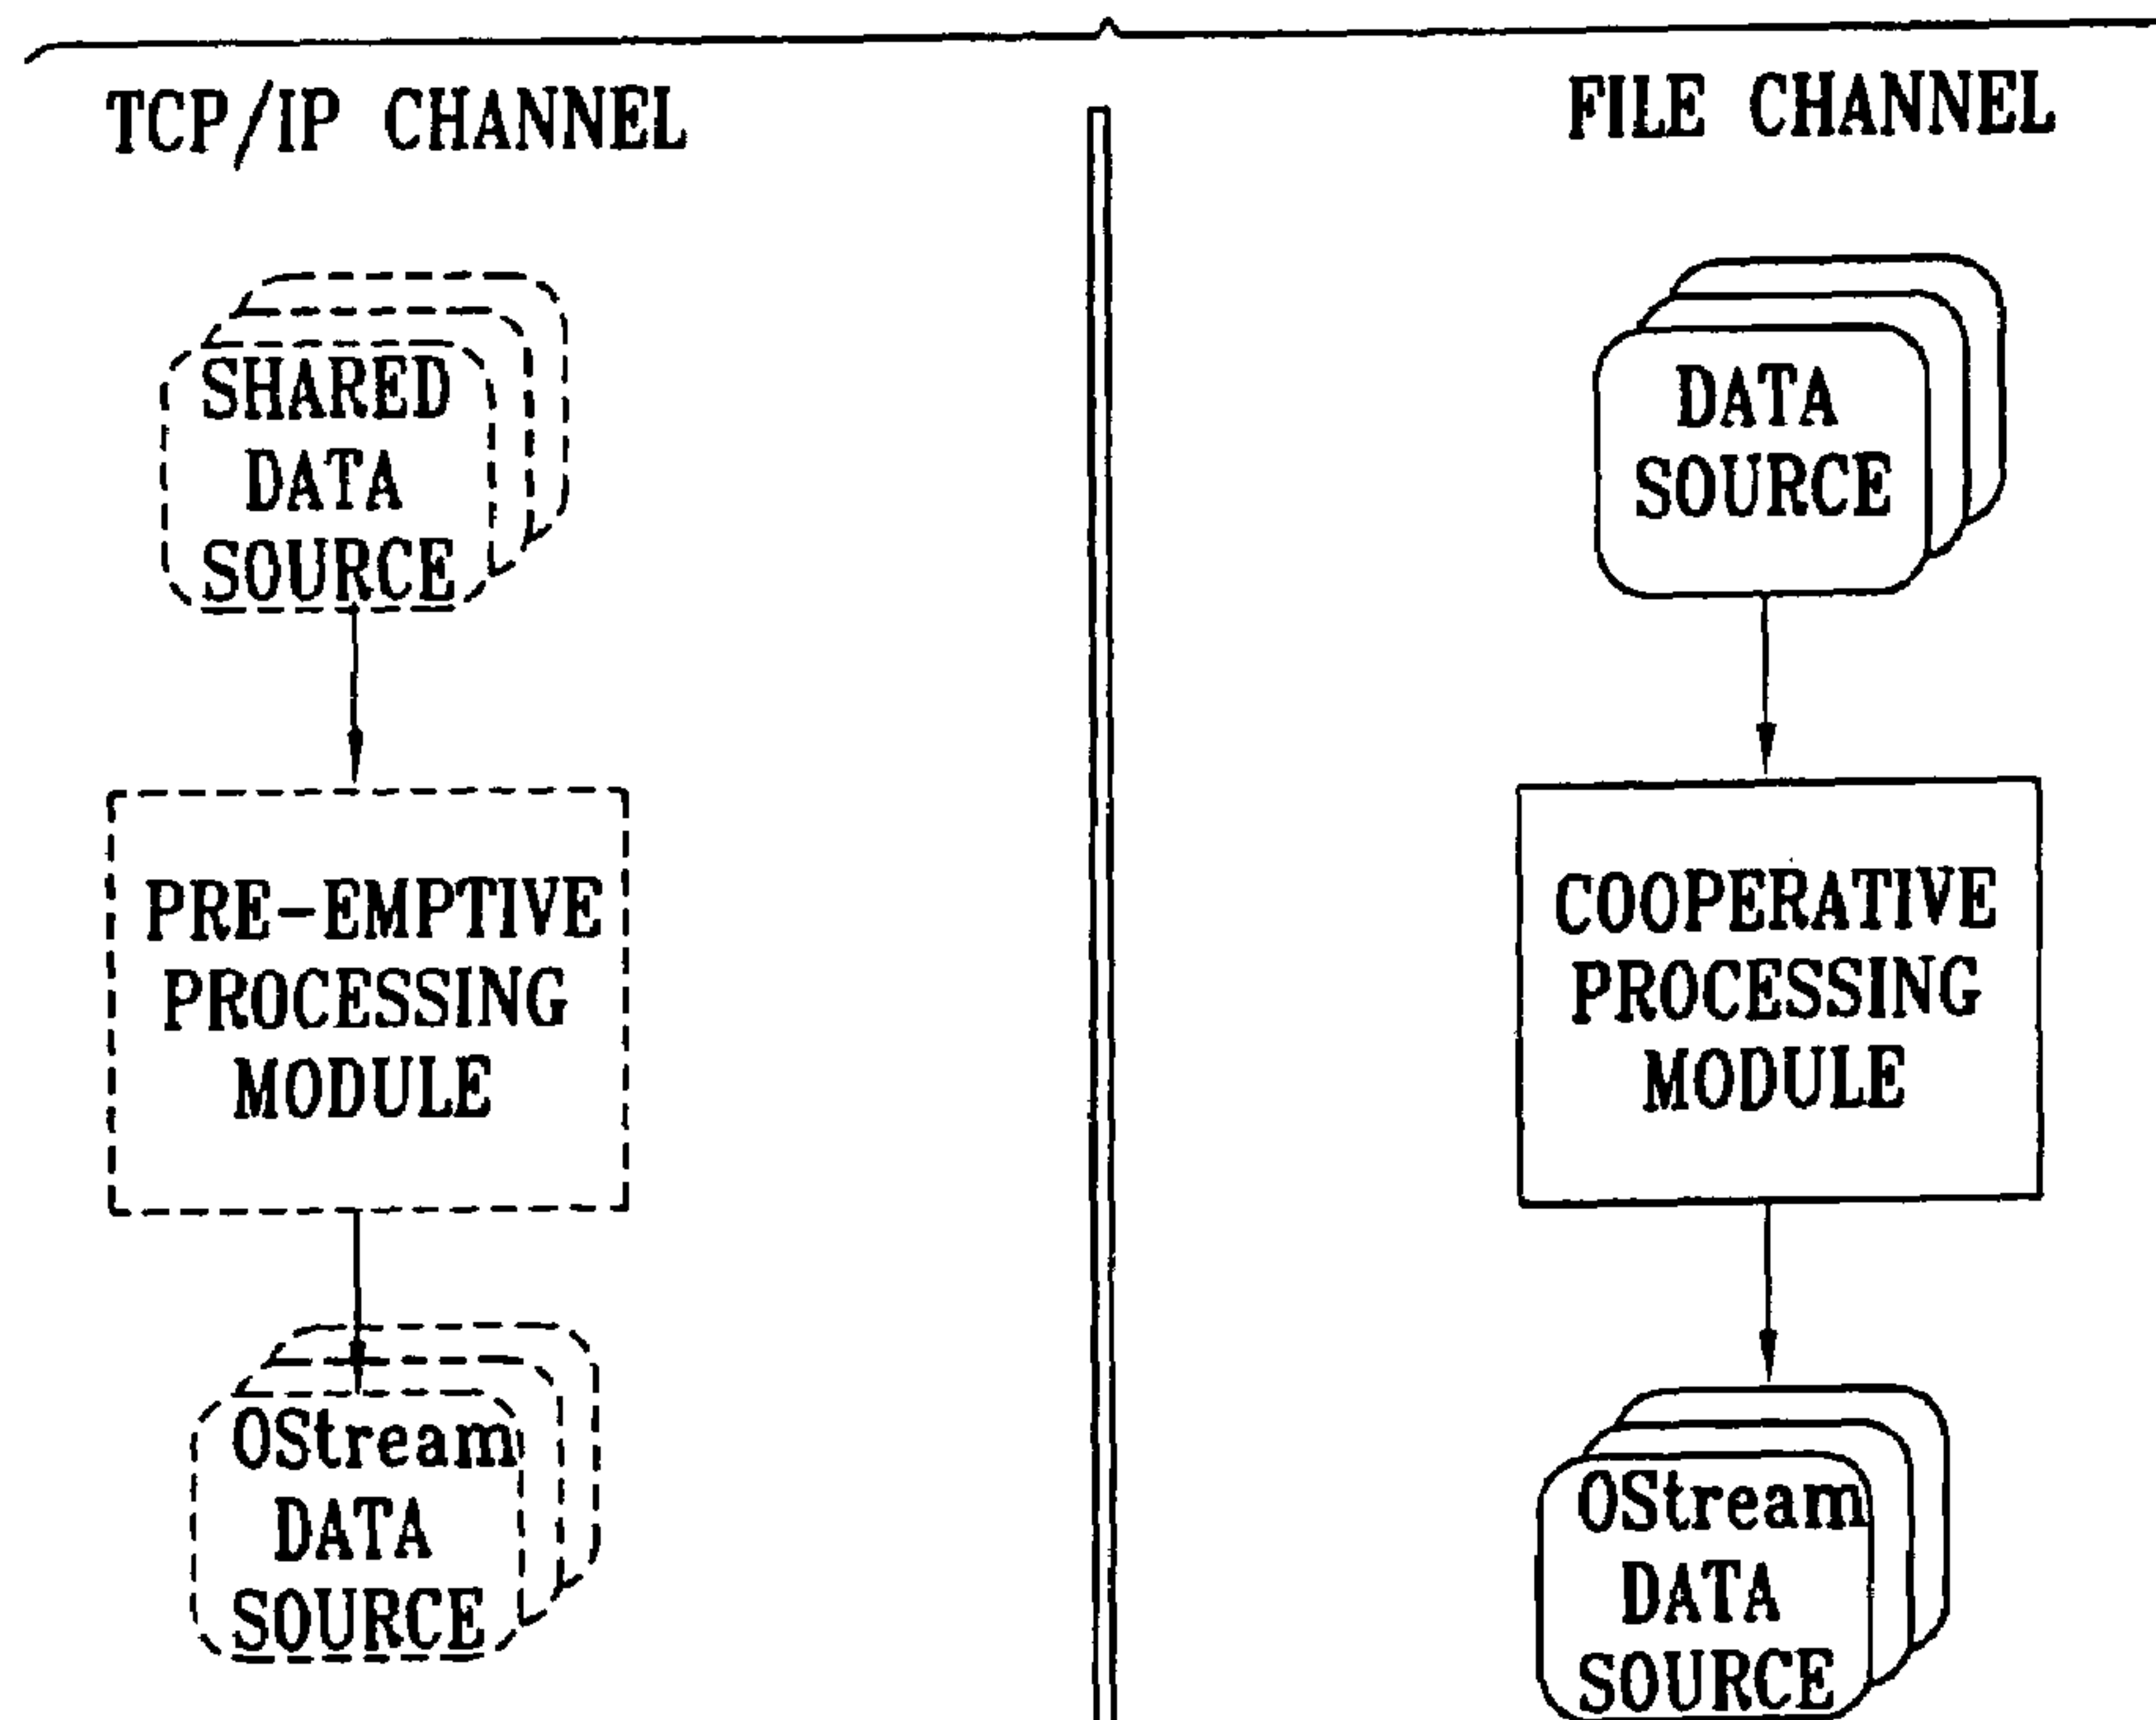 TCP/IP CHANNEL
SHARED
DATA
SOURCE
PRE-EMPTIVE
PROCESSING
MODULE
OStream
DATA
SOURCE
FILE CHANNEL
DATA
SOURCE
COOPERATIVE
PROCESSING
MODULE
OStream
DATA
SOURCE